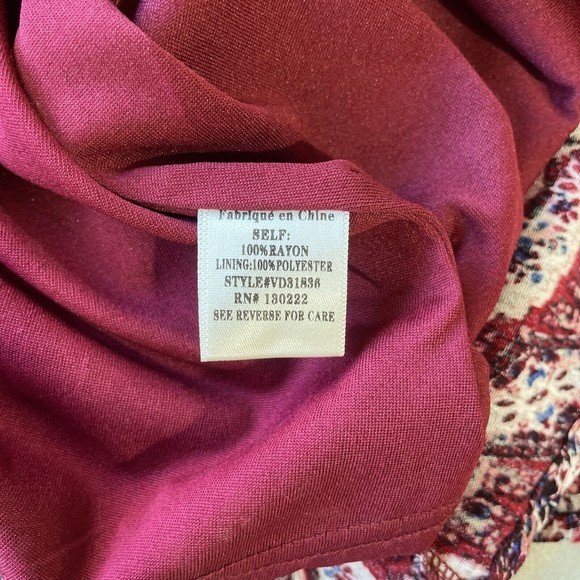 Fabriqué en Chine
SELF:
100%RAYON
LINING:100%POLYESTER
STYLE#VD31836
RN# 130222
SEE REVERSE FOR CARE